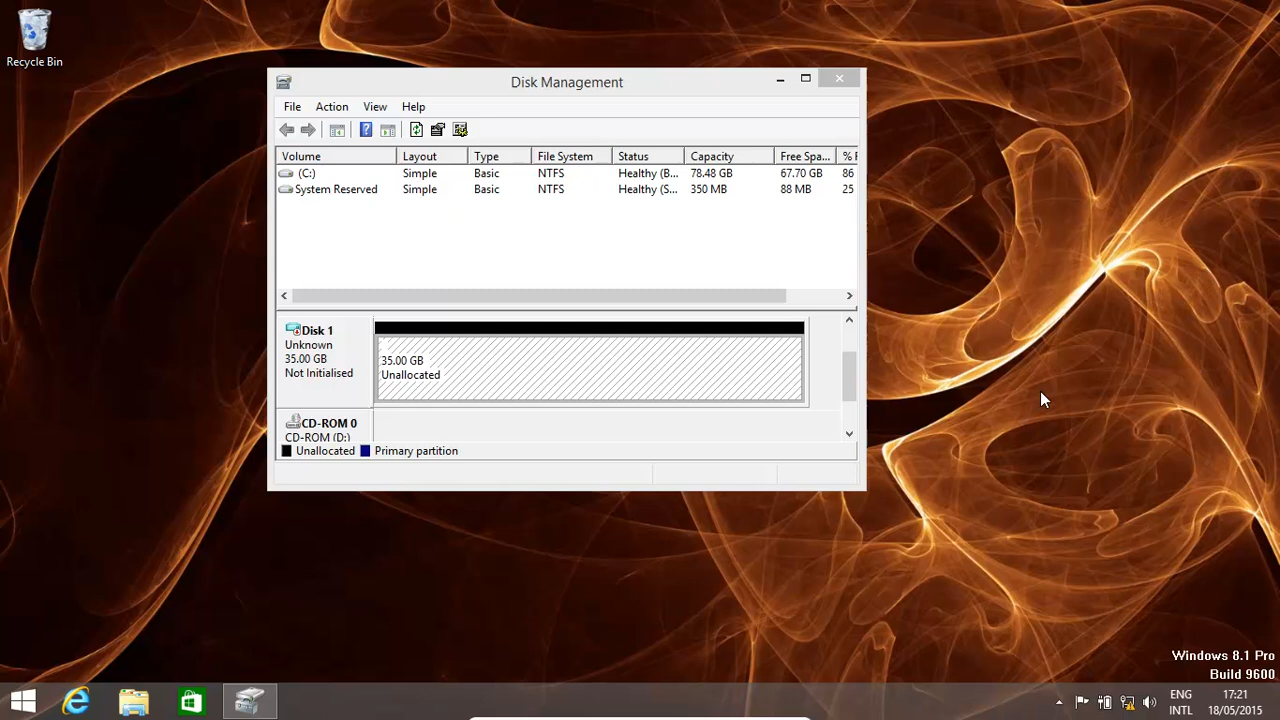 Recycle Bin
Disk Management
File Action View Help
Volume Layout Type File System Status Capacity Free Spa... % F
(C:) Simple Basic NTFS Healthy (B... 78.48 GB 67.70 GB 86
System Reserved Simple Basic NTFS Healthy (S... 350 MB 88 MB 25
Disk 1
Unknown
35.00 GB
Not Initialised
35.00 GB
Unallocated
CD-ROM 0
CD-ROM (D:)
Unallocated Primary partition
Windows 8.1 Pro
Build 9600
ENG
INTL
17:21
18/05/2015